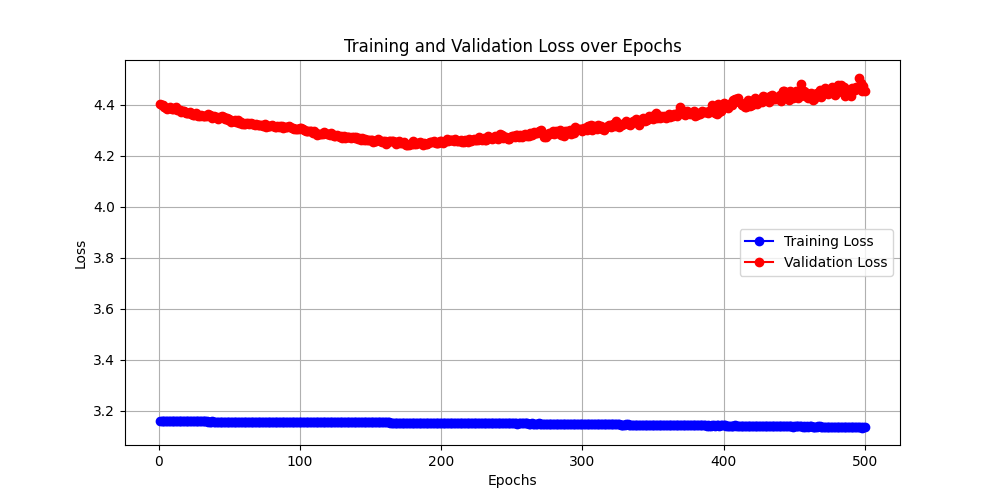 Training and Validation Loss over Epochs
Loss
4.4
4.2
4.0
3.8
3.6
3.4
3.2
Training Loss
Validation Loss
0 100 200 300 400 500
Epochs